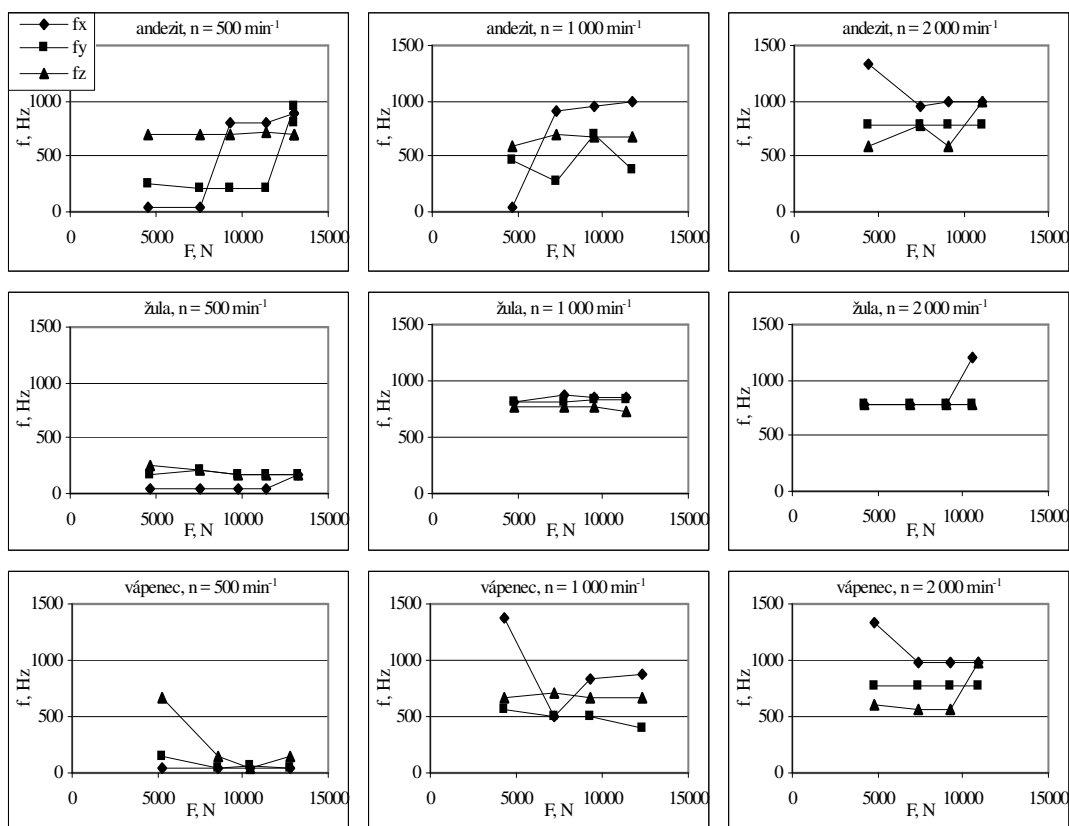 fx
fy
fz
andezit, n = 500 min-1
1000
500
0
0
5000
10000
15000
f, Hz
F, N
andezit, n = 1 000 min-1
1500
1000
500
0
0
5000
10000
15000
f, Hz
F, N
andezit, n = 2 000 min-1
1500
1000
500
0
0
5000
10000
15000
f, Hz
F, N
žula, n = 500 min-1
1500
1000
500
0
0
5000
10000
15000
f, Hz
F, N
žula, n = 1 000 min-1
1500
1000
500
0
0
5000
10000
15000
f, Hz
F, N
žula, n = 2 000 min-1
1500
1000
500
0
0
5000
10000
15000
f, Hz
F, N
vápenec, n = 500 min-1
1500
1000
500
0
0
5000
10000
15000
f, Hz
F, N
vápenec, n = 1 000 min-1
1500
1000
500
0
0
5000
10000
15000
f, Hz
F, N
vápenec, n = 2 000 min-1
1500
1000
500
0
0
5000
10000
15000
f, Hz
F, N